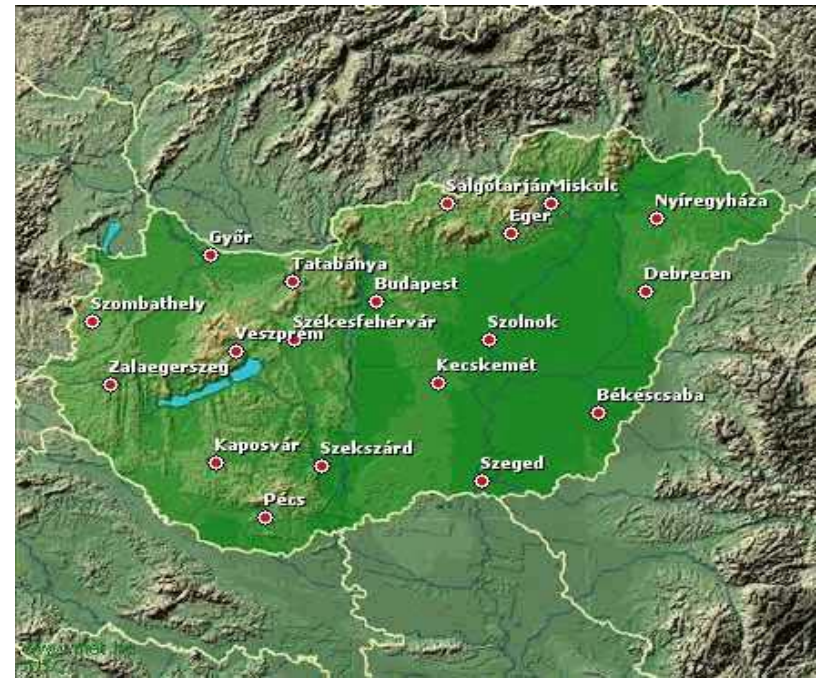 Salgótarján
Miskolc
Nyíregyháza
Eger
Győr
Tatabánya
Debrecen
Budapest
Szombathely
Székesfehérvár
Szolnok
Veszprém
Zalaegerszeg
Kecskemét
Békéscsaba
Kaposvár
Szekszárd
Szeged
Pécs